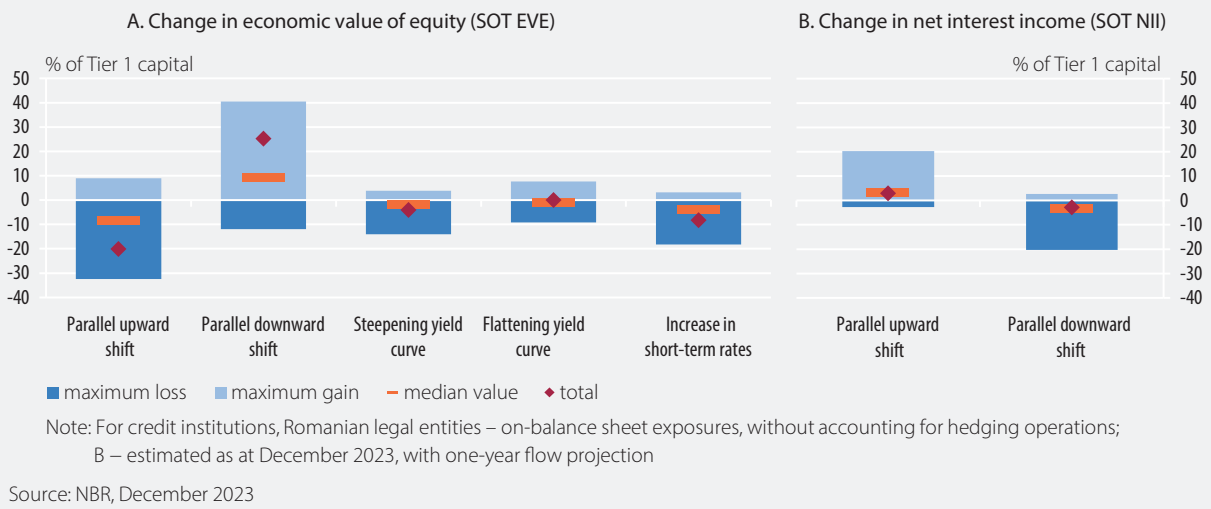 A. Change in economic value of equity (SOT EVE)
B. Change in net interest income (SOT NII)
% of Tier 1 capital
% of Tier 1 capital
50
40
30
20
10
0
-10
-20
-30
-40
50
40
30
20
10
0
-10
-20
-30
-40
Parallel upward
shift
Parallel downward
shift
Steepening yield
curve
Flattening yield
curve
Increase in
short-term rates
Parallel upward
shift
Parallel downward
shift
maximum loss
maximum gain
median value
total
Note: For credit institutions, Romanian legal entities – on-balance sheet exposures, without accounting for hedging operations;
B – estimated as at December 2023, with one-year flow projection
Source: NBR, December 2023